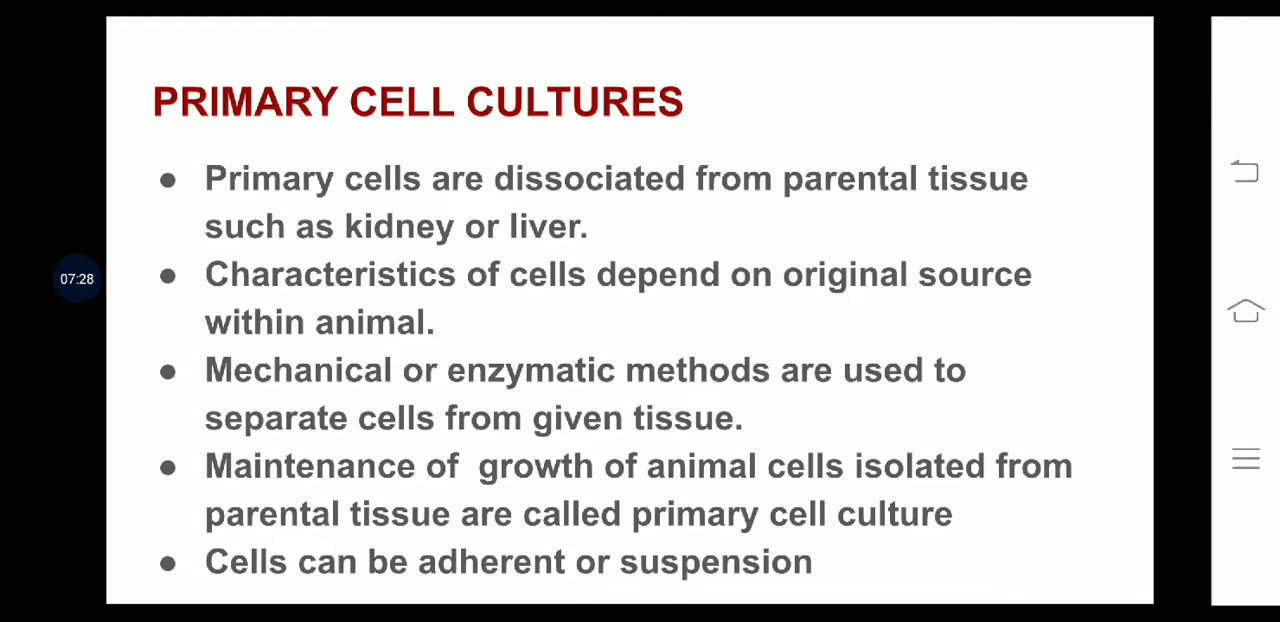 PRIMARY CELL CULTURES
● Primary cells are dissociated from parental tissue
such as kidney or liver.
07:28
● Characteristics of cells depend on original source
within animal.
● Mechanical or enzymatic methods are used to
separate cells from given tissue.
● Maintenance of  growth of animal cells isolated from
parental tissue are called primary cell culture
● Cells can be adherent or suspension